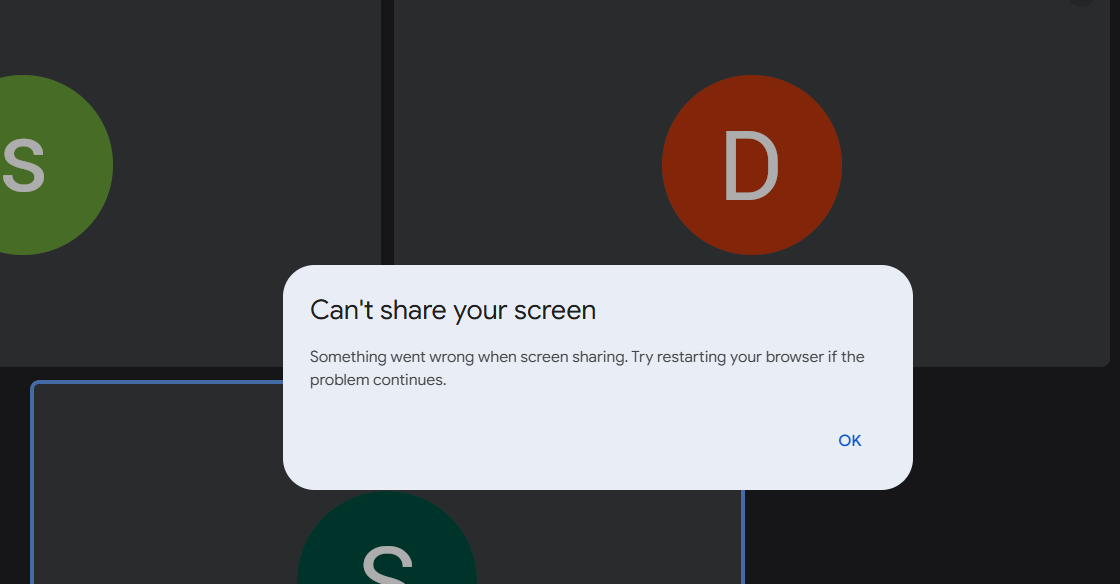 S
D
Can't share your screen
Something went wrong when screen sharing. Try restarting your browser if the
problem continues.
OK
S